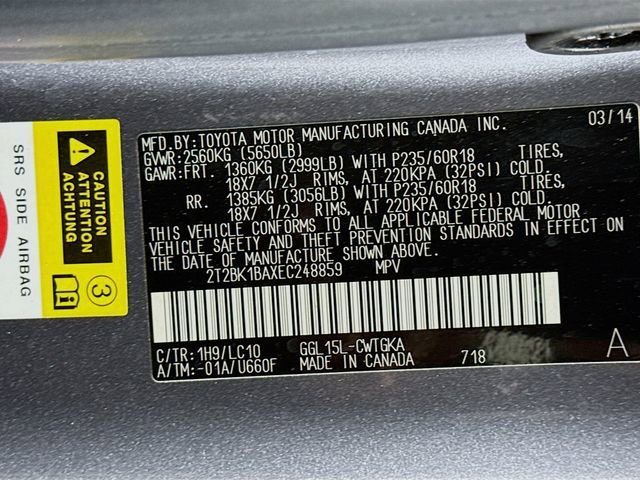 SRS SIDE AIRBAG
CAUTION
ATTENTION
ACHTUNG
3
MFD.BY:TOYOTA MOTOR MANUFACTURING CANADA INC. 03/14
GVWR:2560KG (5650LB)
GAWR:FRT. 1360KG (2999LB) WITH P235/60R18 TIRES,
18X7 1/2J RIMS, AT 220KPA (32PSI) COLD.
RR. 1385KG (3056LB) WITH P235/60R18 TIRES,
18X7 1/2J RIMS, AT 220KPA (32PSI) COLD.
THIS VEHICLE CONFORMS TO ALL APPLICABLE FEDERAL MOTOR
VEHICLE SAFETY AND THEFT PREVENTION STANDARDS IN EFFECT ON
THE DATE OF MANUFACTURE SHOWN ABOVE.
2T2BK1BAXEC248859 MPV
C/TR:1H9/LC10 GGL15L-CWTGKA
A/TM:-01A/U660F MADE IN CANADA 718 A